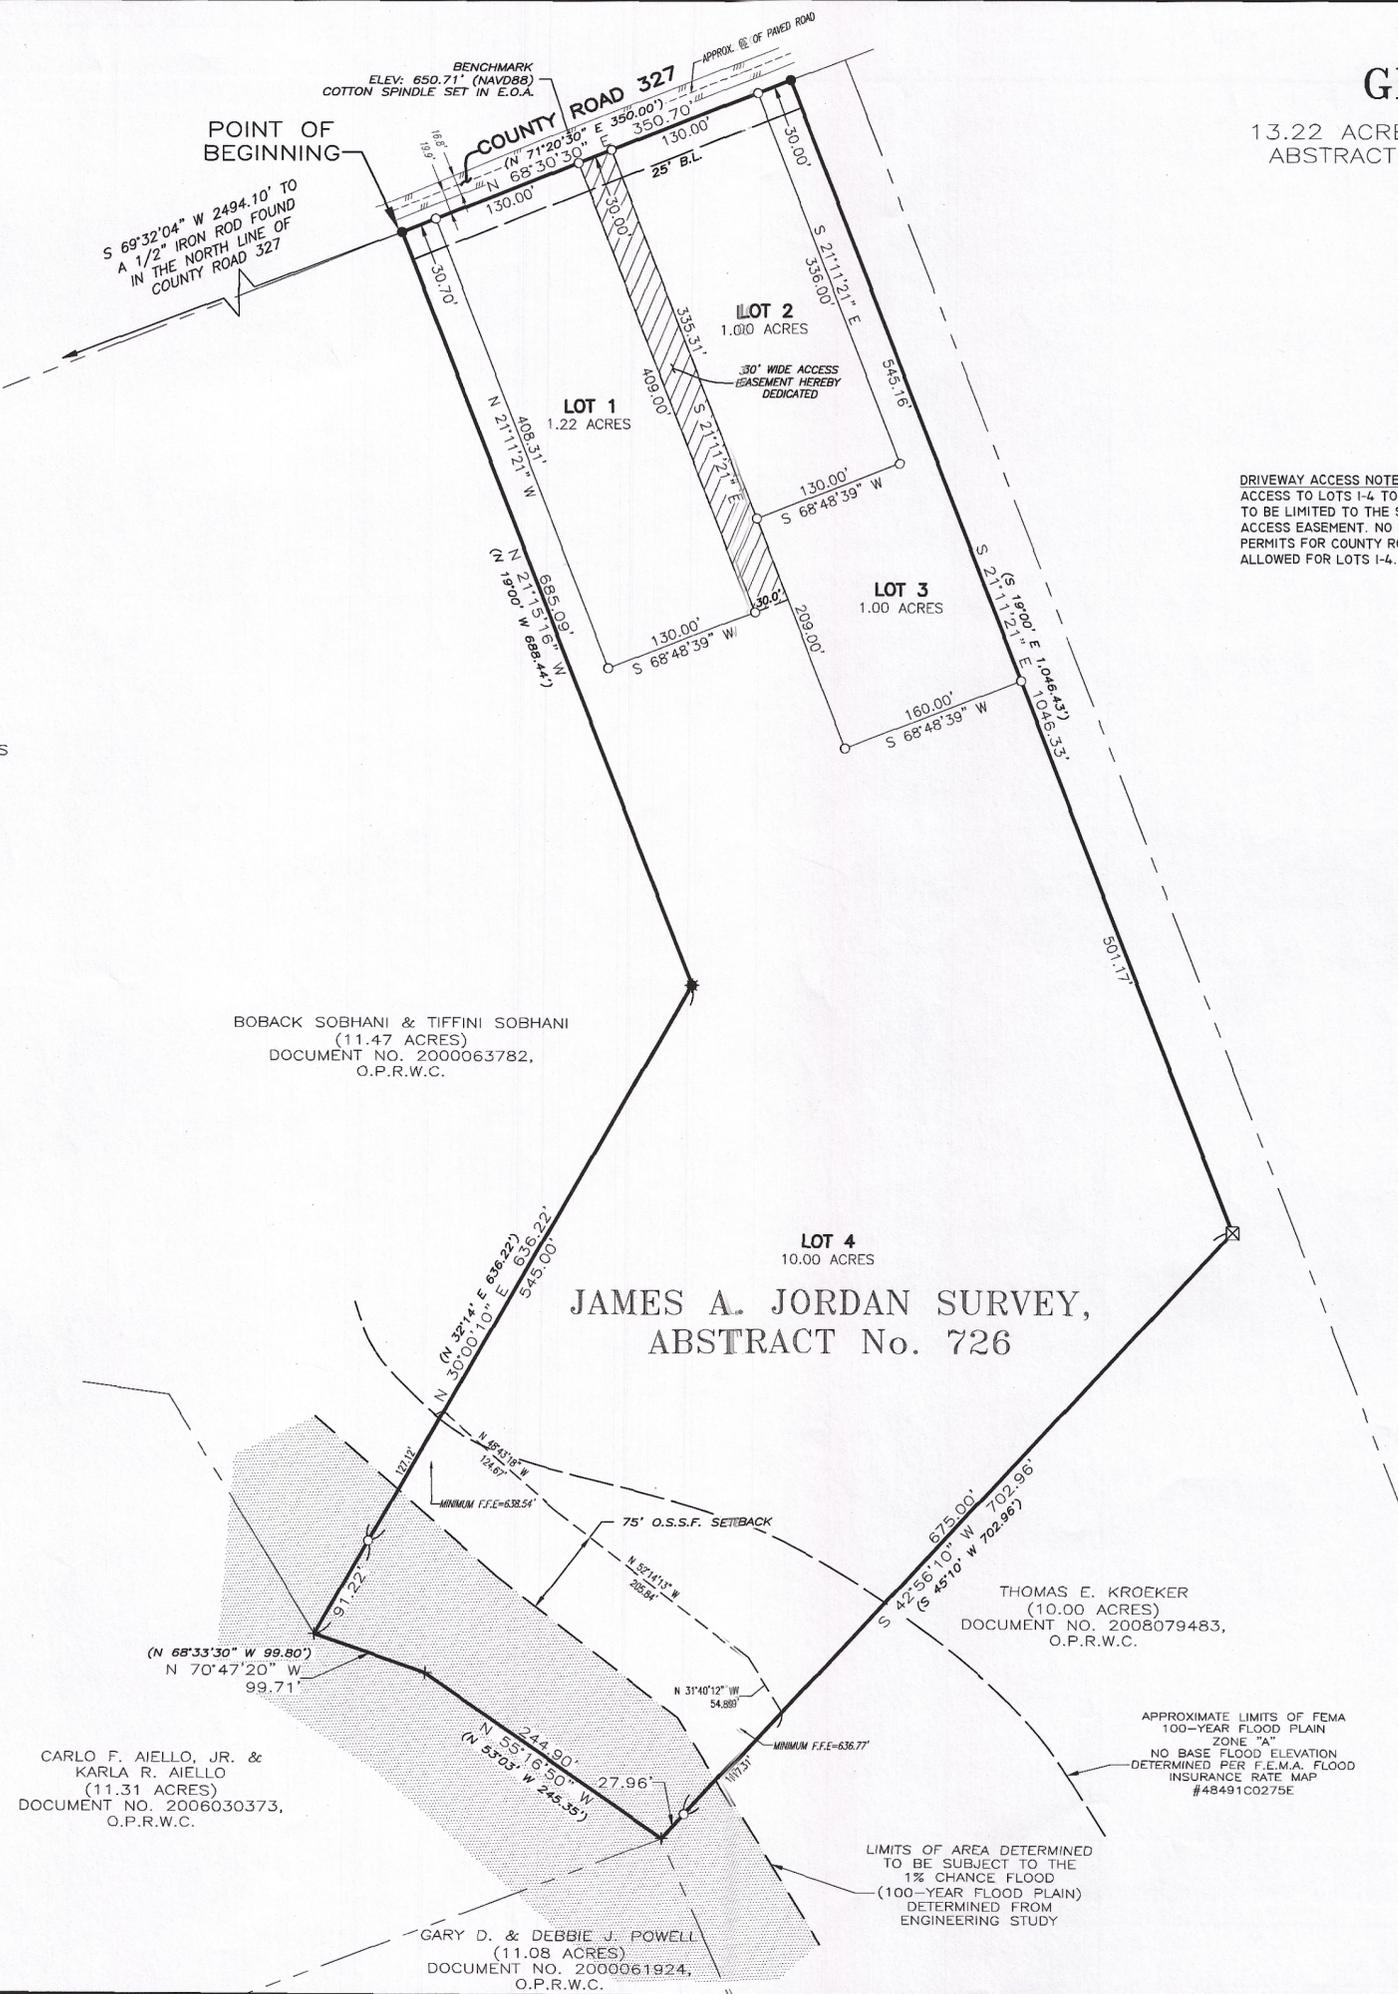 APPROX. ℄ OF PAVED ROAD
BENCHMARK
ELEV: 650.71' (NAVD88)
COTTON SPINDLE SET IN E.O.A.
COUNTY ROAD 327
(N 71°20'30" E 350.00')
N 68°30'30" E 350.70'
130.00'
130.00'
25' B.L.
16.8'
19.9'
POINT OF
BEGINNING
S 69°32'04" W 2494.10' TO
A 1/2" IRON ROD FOUND
IN THE NORTH LINE OF
COUNTY ROAD 327
13.22 ACRE
ABSTRACT
30.70'
30.00'
30.00'
S 21°11'21" E
336.00'
LOT 2
1.00 ACRES
335.31'
30' WIDE ACCESS
EASEMENT HEREBY
DEDICATED
409.00'
S 21°11'21" E
545.16'
LOT 1
1.22 ACRES
408.31'
N 21°11'21" W
130.00'
S 68°48'39" W
DRIVEWAY ACCESS NOTE
ACCESS TO LOTS 1-4 TO
TO BE LIMITED TO THE S
ACCESS EASEMENT. NO
PERMITS FOR COUNTY R
ALLOWED FOR LOTS 1-4.
685.09'
N 21°15'16" W
(N 19°00' W 688.44')
LOT 3
1.00 ACRES
30.0'
209.00'
130.00'
S 68°48'39" W
(S 19°00' E 1,046.43')
S 21°11'21" E 1046.33'
160.00'
S 68°48'39" W
S
501.17'
BOBACK SOBHANI & TIFFINI SOBHANI
(11.47 ACRES)
DOCUMENT NO. 2000063782,
O.P.R.W.C.
LOT 4
10.00 ACRES
JAMES A. JORDAN SURVEY,
ABSTRACT No. 726
(N 32°14' E 636.22')
N 30°00'10" E 636.22'
545.00'
127.12'
N 48°43'18" W
124.67'
MINIMUM F.F.E=638.54'
75' O.S.S.F. SETBACK
N 52°14'13" W
205.84'
675.00'
S 42°56'10" W 702.96'
(S 45°10' W 702.96')
THOMAS E. KROEKER
(10.00 ACRES)
DOCUMENT NO. 2008079483,
O.P.R.W.C.
91.22'
(N 68°33'30" W 99.80')
N 70°47'20" W
99.71'
N 31°40'12" W
MINIMUM F.F.E=636.77'
APPROXIMATE LIMITS OF FEMA
100-YEAR FLOOD PLAIN
ZONE "A"
NO BASE FLOOD ELEVATION
DETERMINED PER F.E.M.A. FLOOD
INSURANCE RATE MAP
#48491C0275E
CARLO F. AIELLO, JR. &
KARLA R. AIELLO
(11.31 ACRES)
DOCUMENT NO. 2006030373,
O.P.R.W.C.
244.90'
N 55°16'50" W
(N 53°03' W 245.35')
27.96'
LIMITS OF AREA DETERMINED
TO BE SUBJECT TO THE
1% CHANCE FLOOD
(100-YEAR FLOOD PLAIN)
DETERMINED FROM
ENGINEERING STUDY
GARY D. & DEBBIE J. POWELL
(11.08 ACRES)
DOCUMENT NO. 2000061924,
O.P.R.W.C.